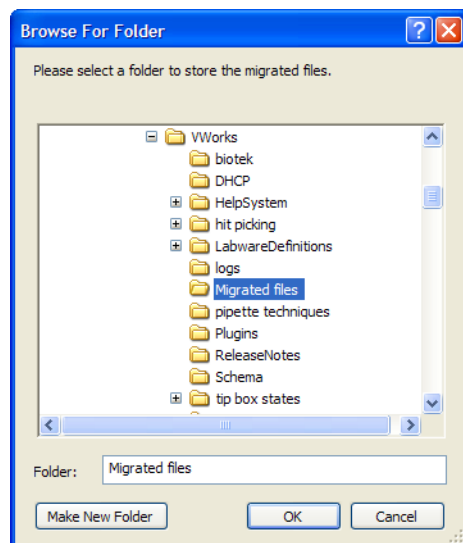 Browse For Folder
Please select a folder to store the migrated files.
VWorks
biotek
DHCP
HelpSystem
hit picking
LabwareDefinitions
logs
Migrated files
pipette techniques
Plugins
ReleaseNotes
Schema
tip box states
Folder: Migrated files
Make New Folder OK Cancel